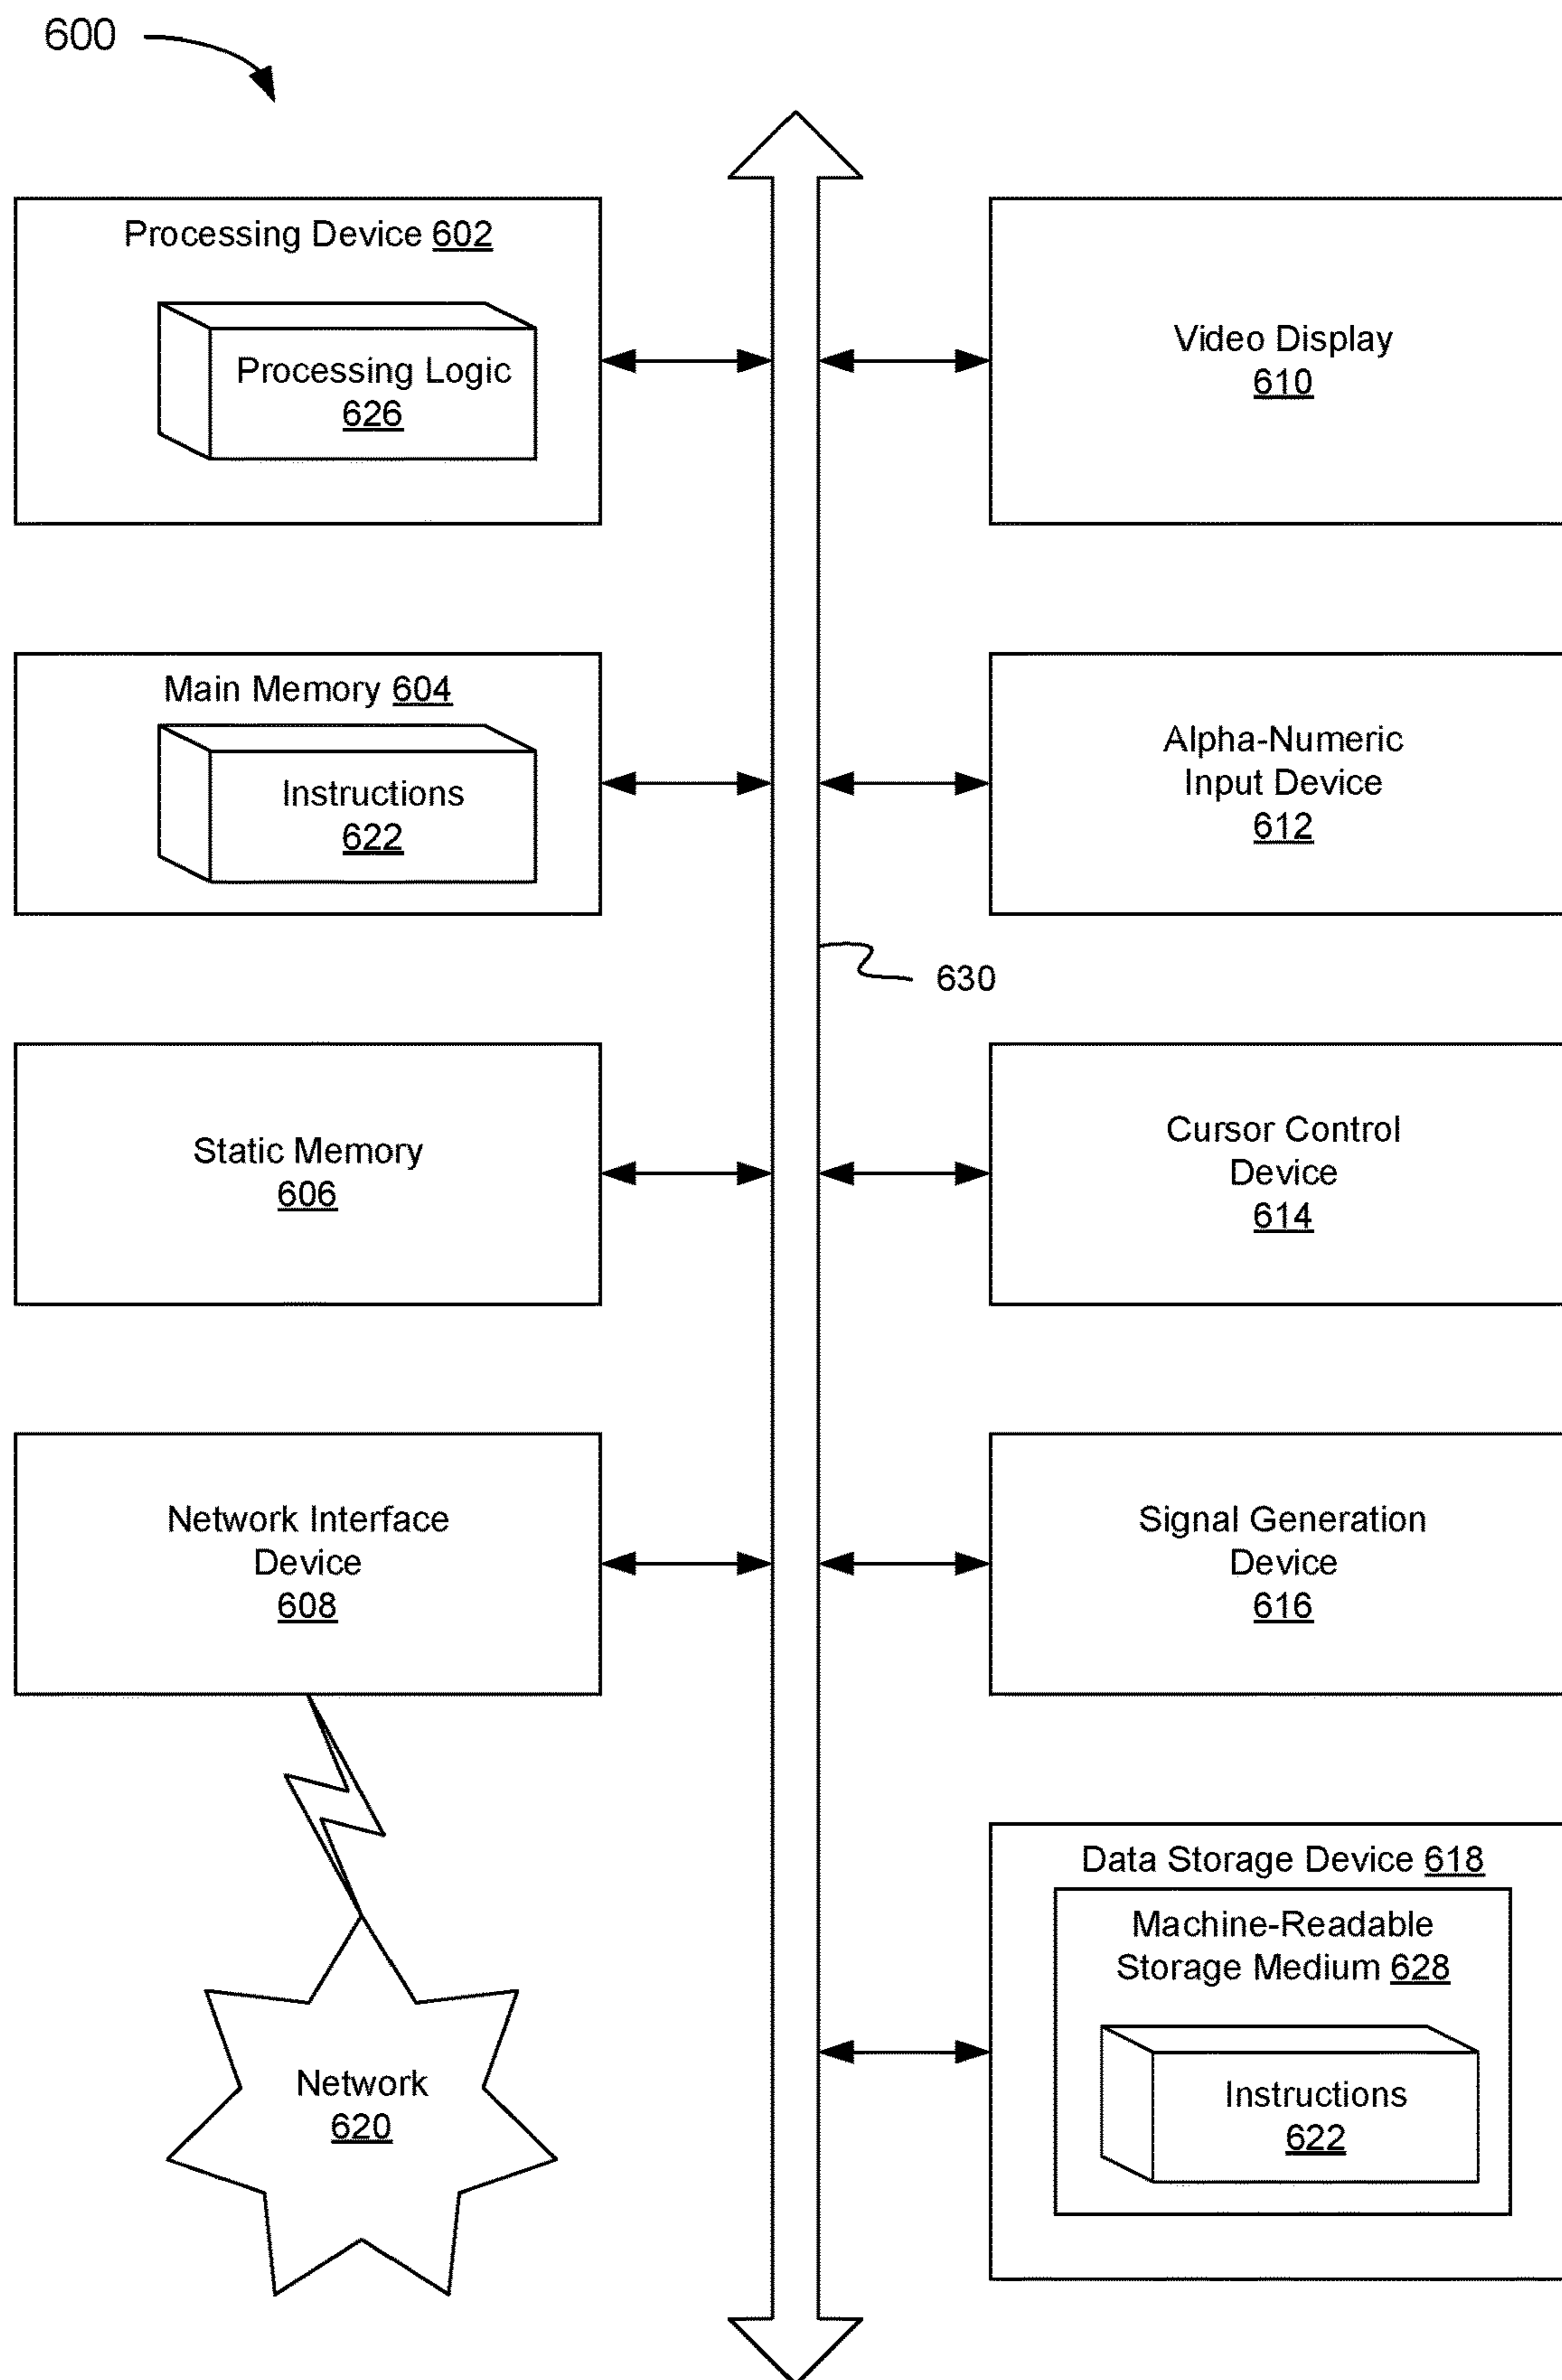 600
Processing Device 602
Processing Logic
626
Video Display
610
Main Memory 604
Instructions
622
Alpha-Numeric
Input Device
612
630
Static Memory
606
Cursor Control
Device
614
Network Interface
Device
608
Signal Generation
Device
616
Data Storage Device 618
Machine-Readable
Storage Medium 628
Instructions
622
Network
620